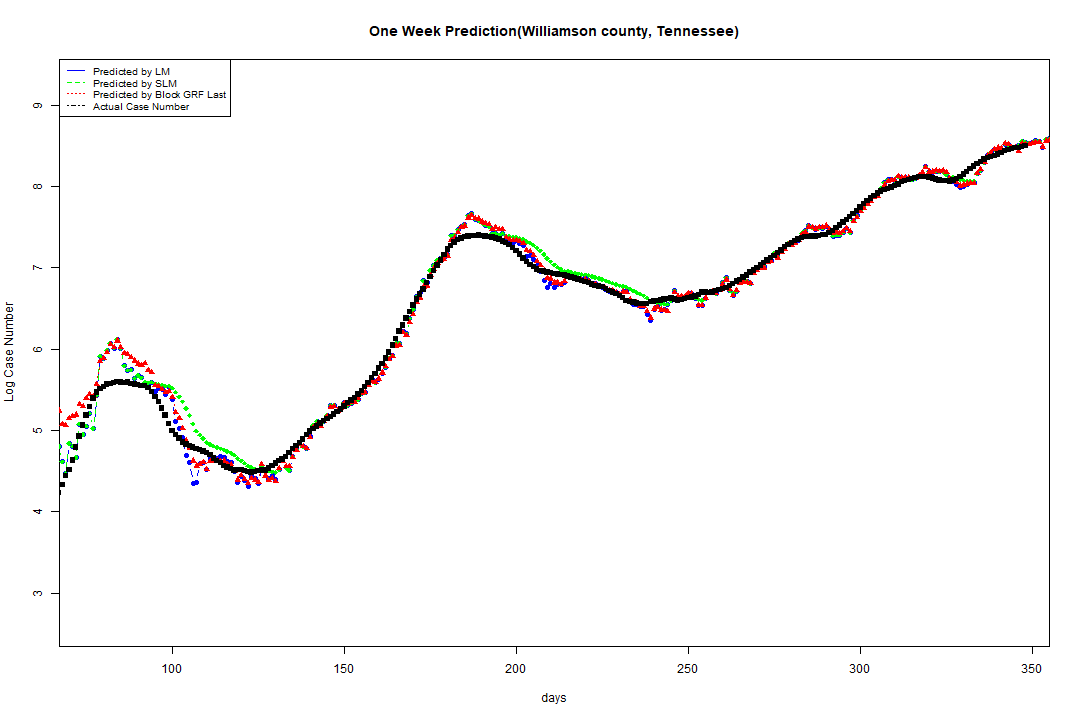 One Week Prediction(Williamson county, Tennessee)
Predicted by LM
Predicted by SLM
Predicted by Block GRF Last
Actual Case Number
9
8
7
6
5
4
3
Log Case Number
100 150 200 250 300 350
days